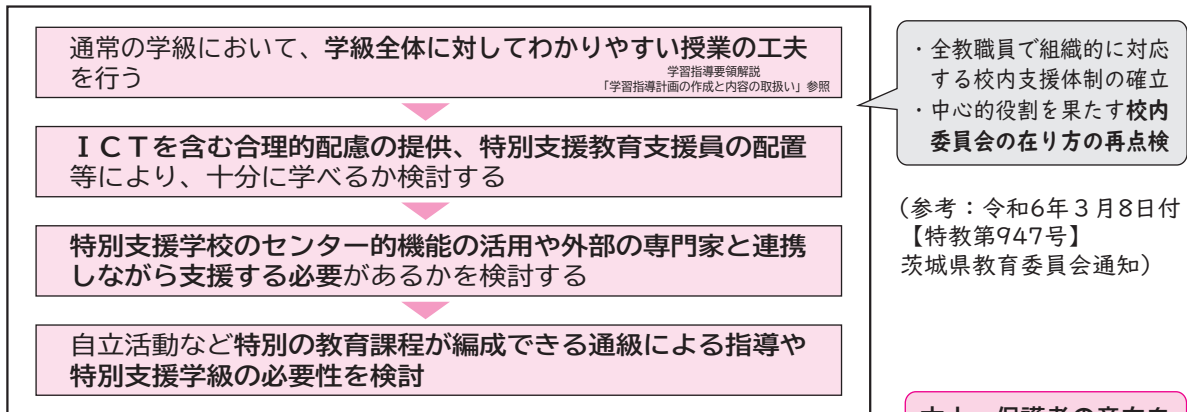 通常の学級において、学級全体に対してわかりやすい授業の工夫
を行う
学習指導要領解説
「学習指導計画の作成と内容の取扱い」参照
ＩＣＴを含む合理的配慮の提供、特別支援教育支援員の配置
等により、十分に学べるか検討する
特別支援学校のセンター的機能の活用や外部の専門家と連携
しながら支援する必要があるかを検討する
自立活動など特別の教育課程が編成できる通級による指導や
特別支援学級の必要性を検討
・全教職員で組織的に対応
する校内支援体制の確立
・中心的役割を果たす校内
委員会の在り方の再点検
（参考：令和6年３月8日付
【特教第947号】
茨城県教育委員会通知）